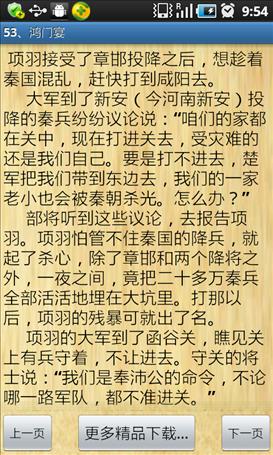 9:54
53、鸿门宴
项羽接受了章邯投降之后，想趁着
秦国混乱，赶快打到咸阳去。
大军到了新安（今河南新安）投
降的秦兵纷纷议论说：“咱们的家都
在关中，现在打进关去，受灾难的
还是我们自己。要是打不进去，楚
军把我们带到东边去，我们的一家
老小也会被秦朝杀光。怎么办？”
部将听到这些议论，去报告项
羽。项羽怕管不住秦国的降兵，就
起了杀心，除了章邯和两个降将之
外，一夜之间，竟把二十多万秦兵
全部活活地埋在大坑里。打那以
后，项羽的残暴可就出了名。
项羽的大军到了函谷关，瞧见关
上有兵守着，不让进去。守关的将
士说：“我们是奉沛公的命令，不论
哪一路军队，都不准进关。”
上一页
更多精品下载...
下一页